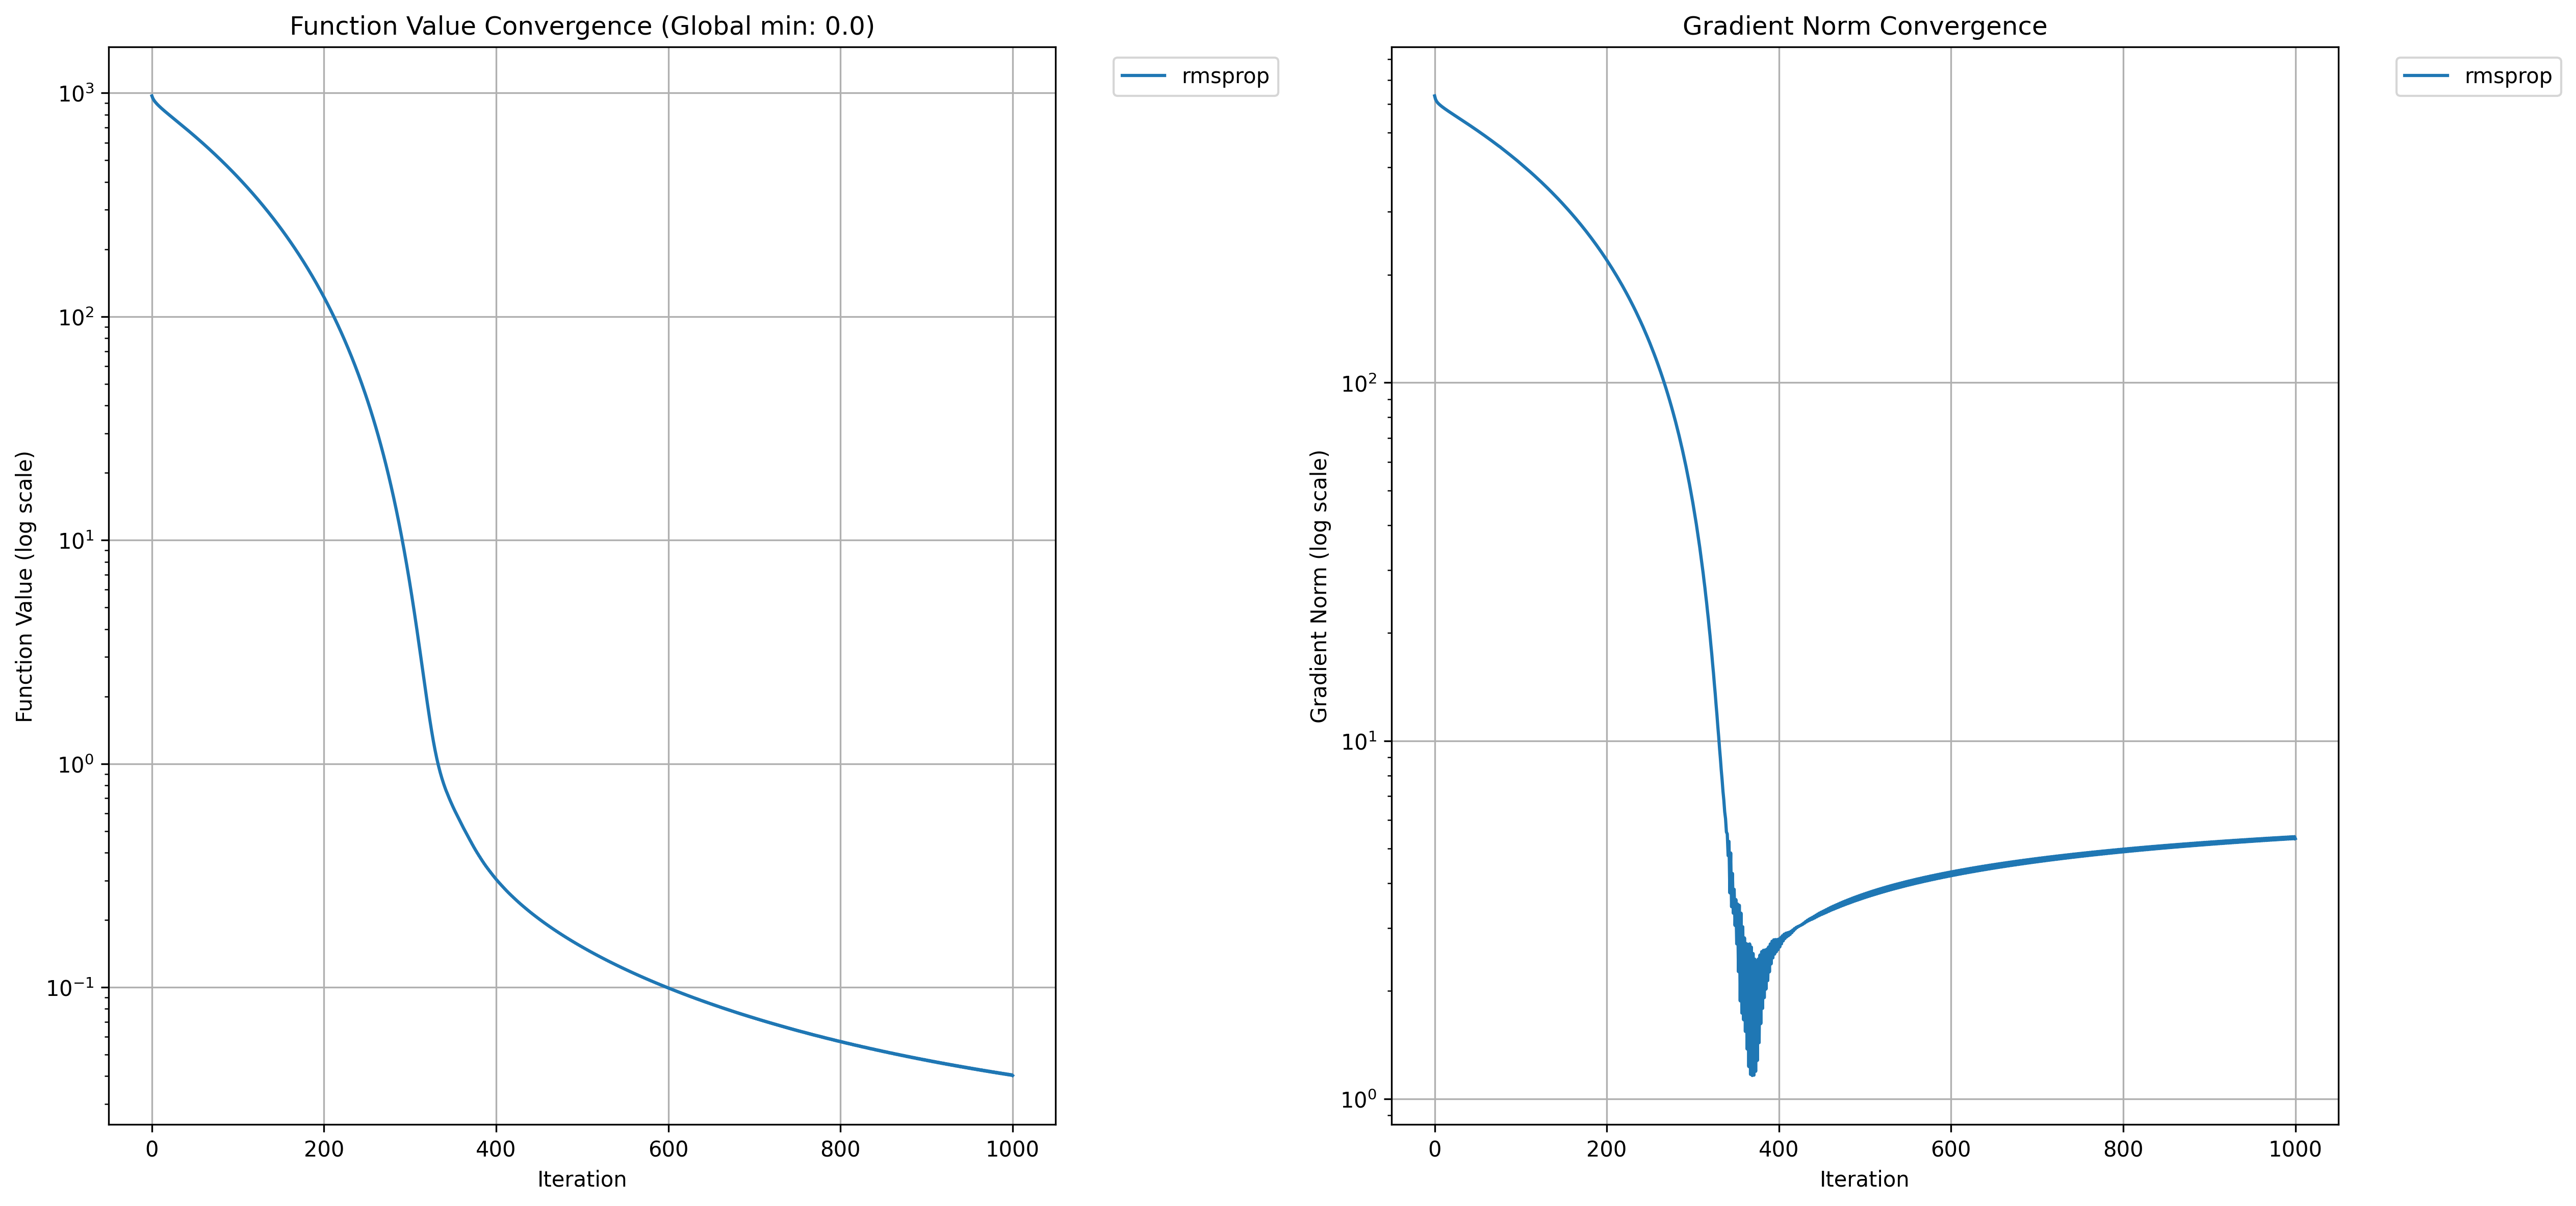 Function Value Convergence (Global min: 0.0)
Function Value (log scale)
10³
10²
10¹
10⁰
10⁻¹
0 200 400 600 800 1000
Iteration
rmsprop
Gradient Norm Convergence
Gradient Norm (log scale)
10²
10¹
10⁰
0 200 400 600 800 1000
Iteration
rmsprop